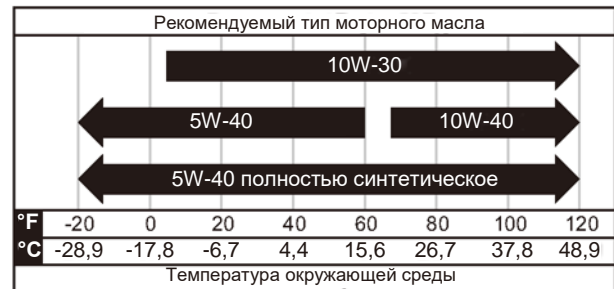 Рекомендуемый тип моторного масла
10W-30
5W-40 10W-40
5W-40 полностью синтетическое
°F -20 0 20 40 60 80 100 120
°C -28,9 -17,8 -6,7 4,4 15,6 26,7 37,8 48,9
Температура окружающей среды